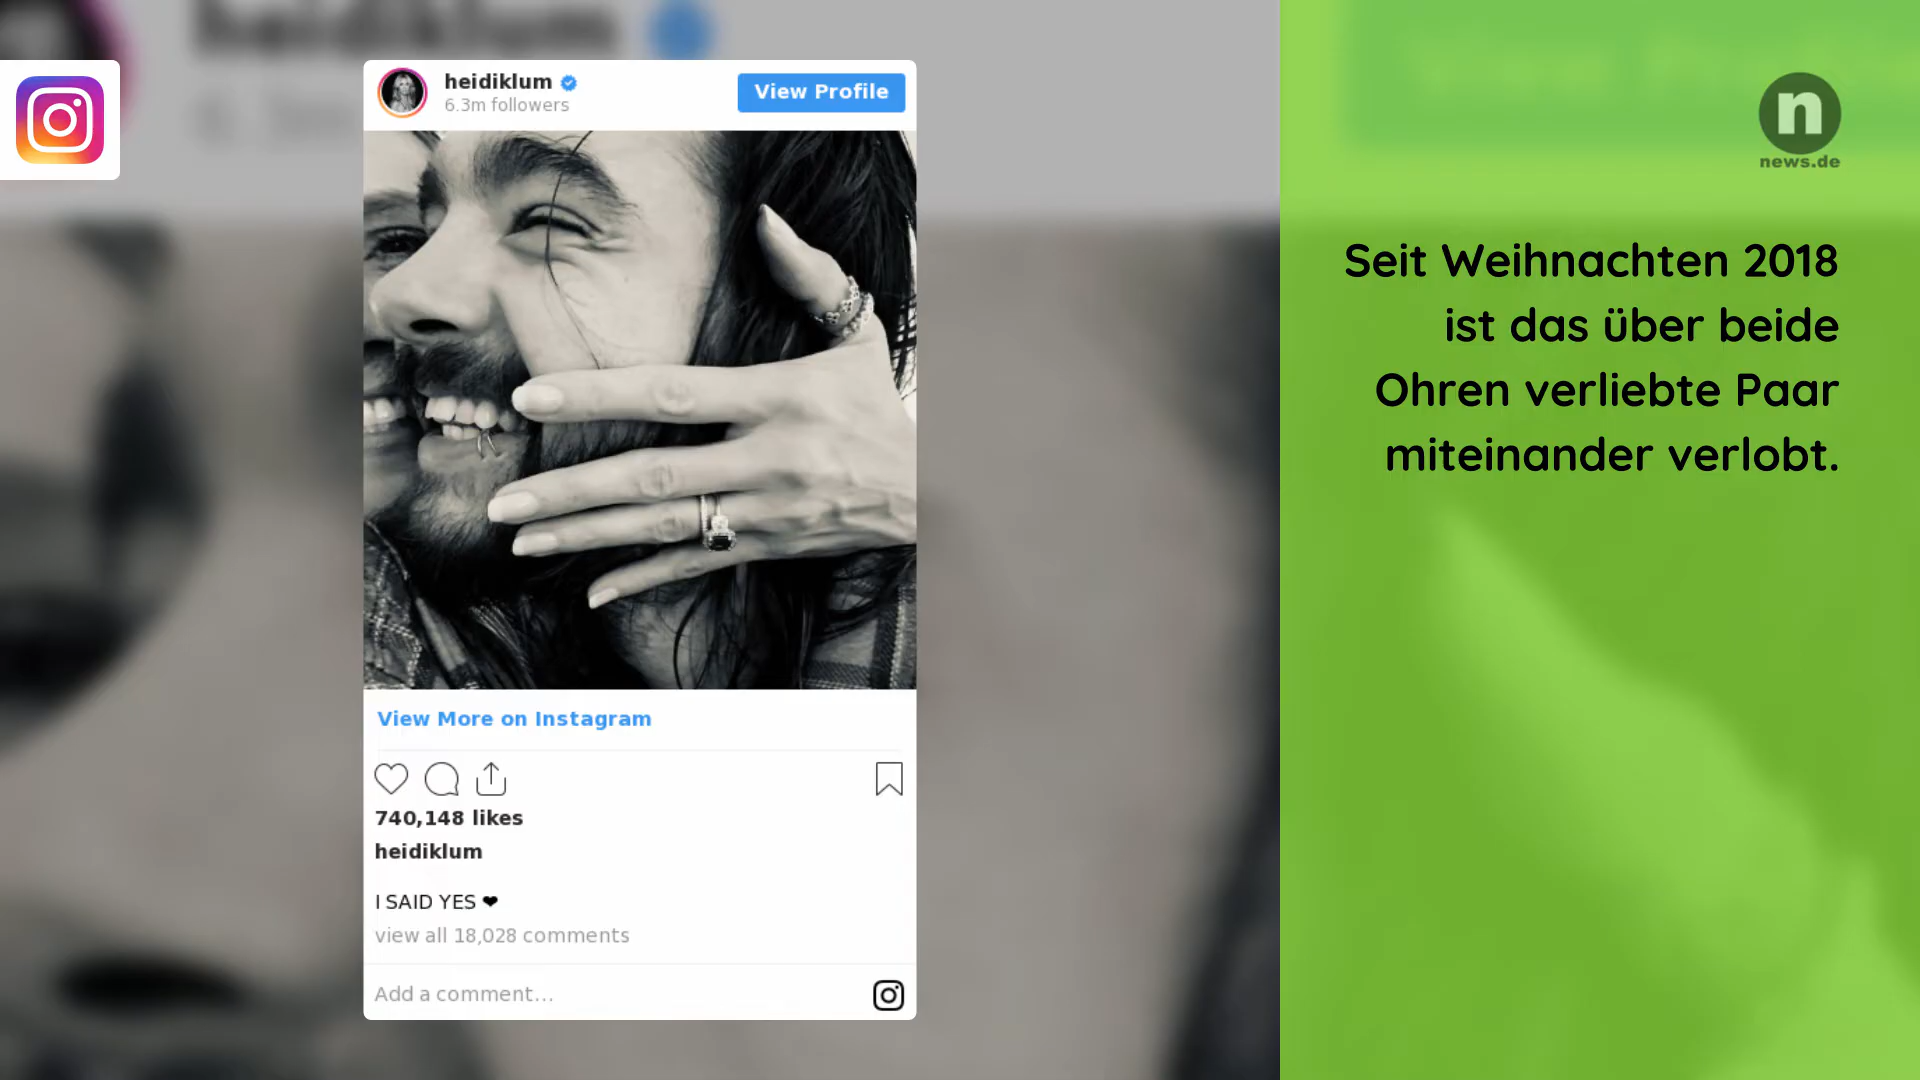 heidiklum
6.3m followers
View Profile
View More on Instagram
740,148 likes
heidiklum
I SAID YES ❤
view all 18,028 comments
Add a comment...
n
news.de
Seit Weihnachten 2018
ist das über beide
Ohren verliebte Paar
miteinander verlobt.